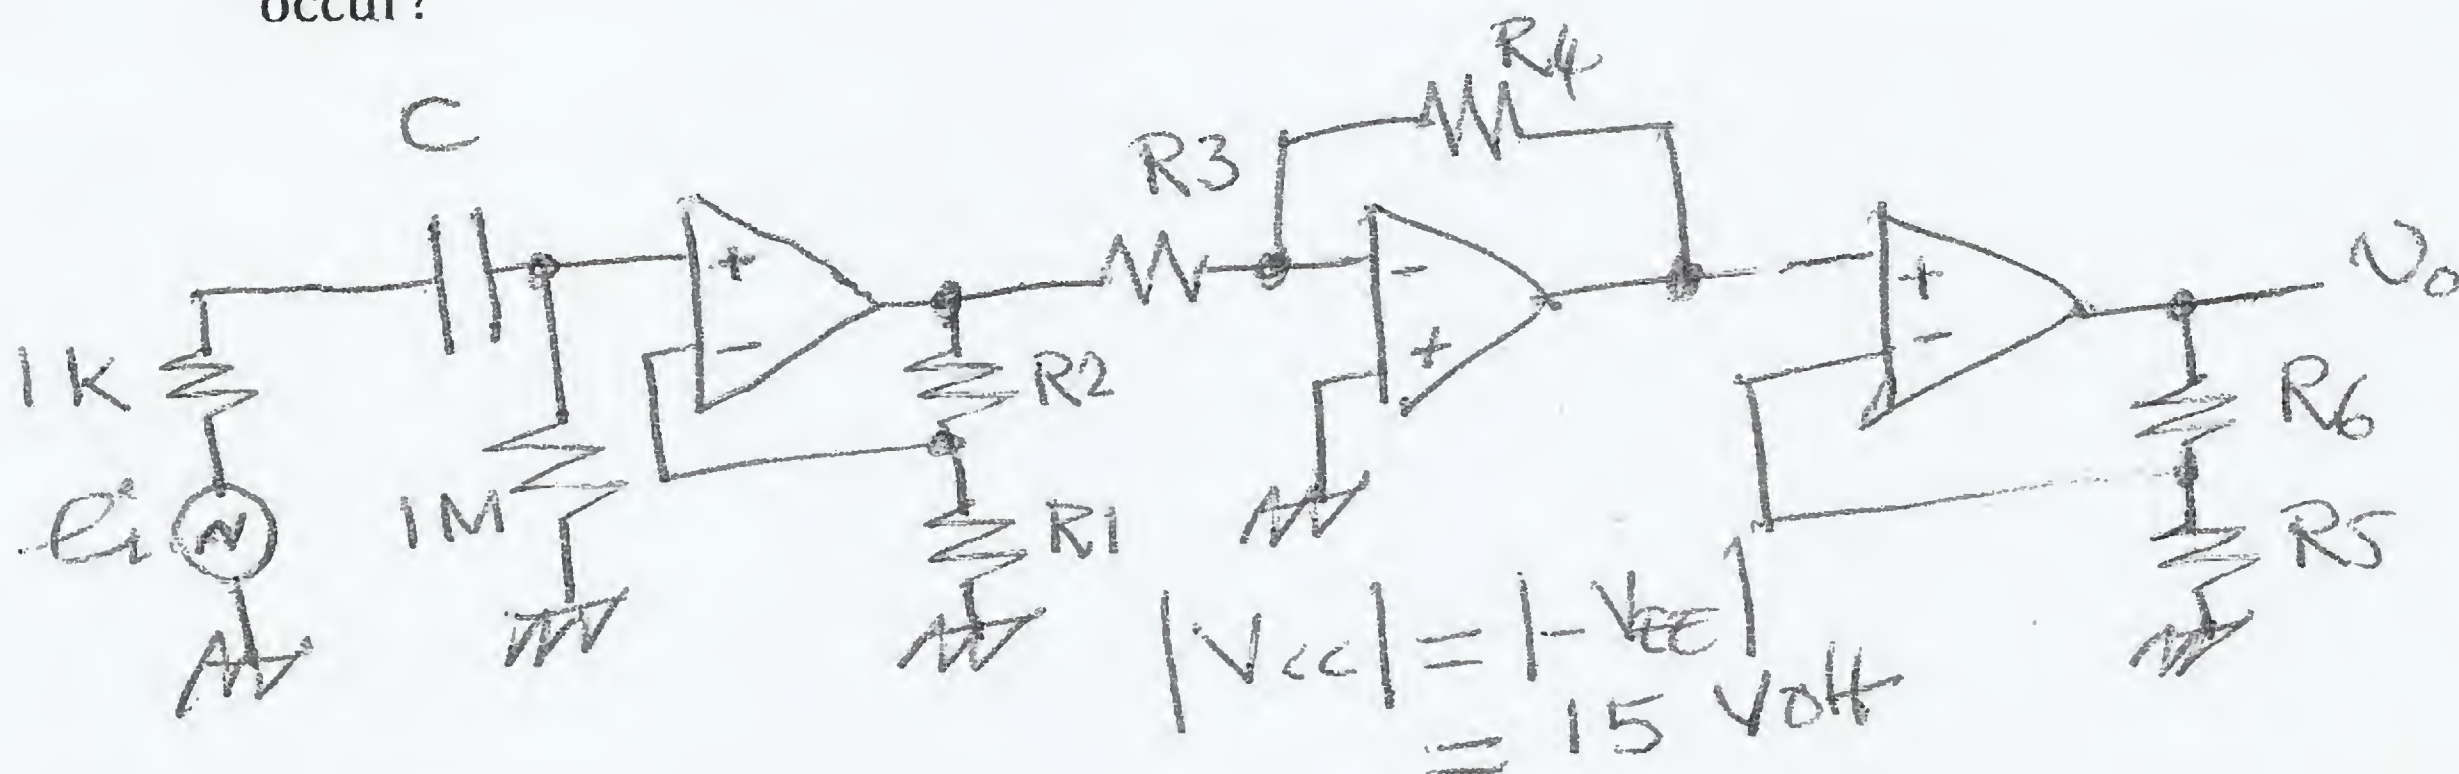 occur?
C
R4
R3
+
-
-
+
+
-
Vo
1K
R2
R6
ei
1M
R1
R5
|Vcc| = |-VEE|
= 15 Volt